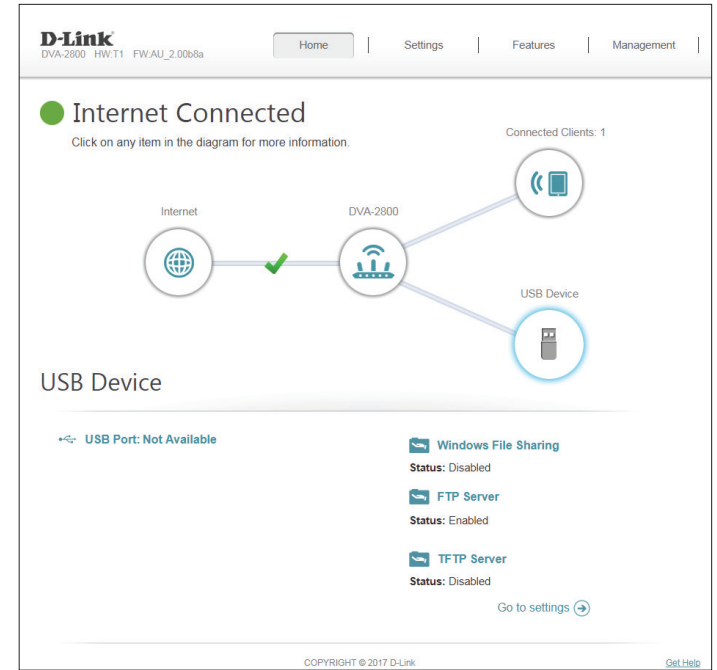 D-Link
DVA-2800 HW:T1 FW:AU_2.00b8a
Home
Settings
Features
Management
Internet Connected
Click on any item in the diagram for more information.
Connected Clients: 1
Internet
DVA-2800
USB Device
USB Device
USB Port: Not Available
Windows File Sharing
Status: Disabled
FTP Server
Status: Enabled
TFTP Server
Status: Disabled
Go to settings
COPYRIGHT © 2017 D-Link
Get Help